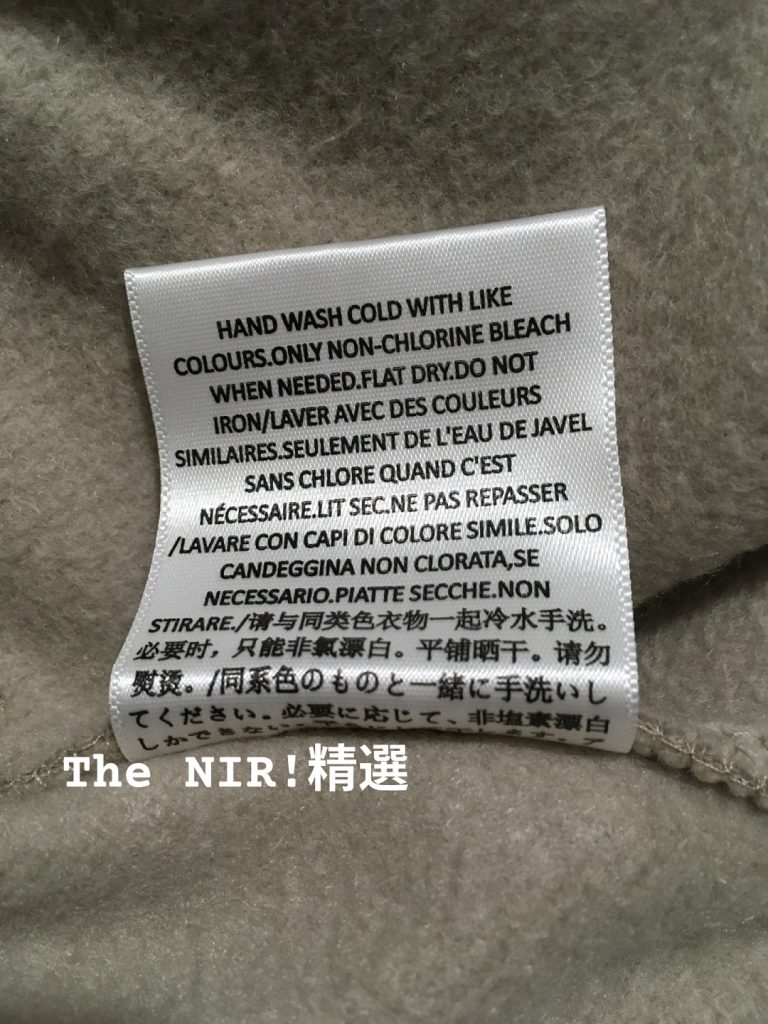 HAND WASH COLD WITH LIKE
COLOURS.ONLY NON-CHLORINE BLEACH
WHEN NEEDED.FLAT DRY.DO NOT
IRON/LAVER AVEC DES COULEURS
SIMILAIRES.SEULEMENT DE L'EAU DE JAVEL
SANS CHLORE QUAND C'EST
NÉCESSAIRE.LIT SEC.NE PAS REPASSER
/LAVARE CON CAPI DI COLORE SIMILE.SOLO
CANDEGGINA NON CLORATA,SE
NECESSARIO.PIATTE SECCHE.NON
STIRARE./请与同类色衣物一起冷水手洗。
必要时，只能非氯漂白。平铺晒干。请勿
熨烫。/同系色のものと一緒に手洗いし
てください。必要に応じて、非塩素漂白
しかできない
The NIR!精選